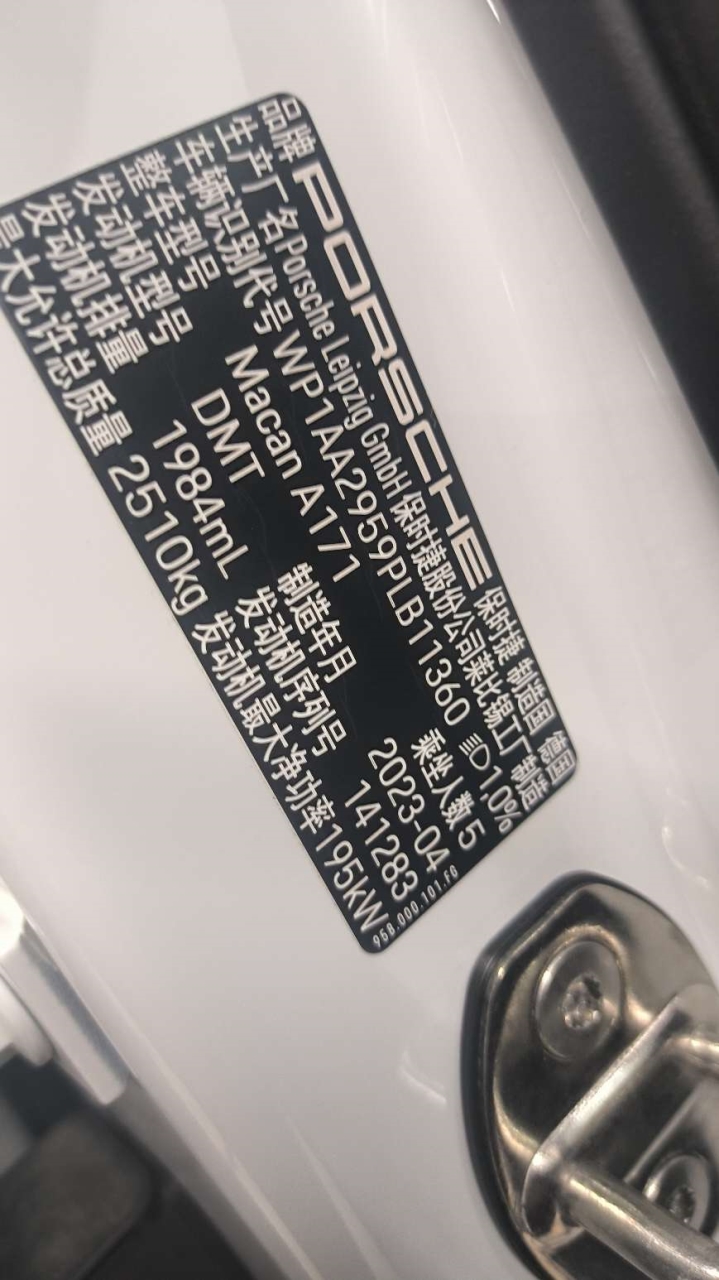 品牌 PORSCHE 保时捷 制造国 德国
生产厂名 Porsche Leipzig GmbH 保时捷股份公司莱比锡工厂 制造
车辆识别代号 WP1AA2959PLB11360 1,0%
整车型号 Macan A171 乘坐人数 5
发动机型号 DMT 制造年月 2023-04
发动机排量 1984mL 发动机序列号 141283
最大允许总质量 2510kg 发动机最大净功率 195kW
958.000.101.FG